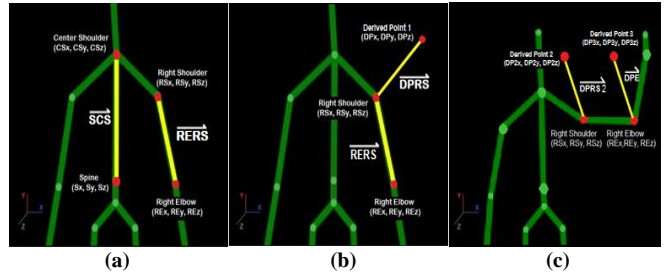 Center Shoulder
(CSx, CSy, CSz)
Right Shoulder
(RSx, RSy, RSz)
SCS
RERS
Spine
(Sx, Sy, Sz)
Right Elbow
(REx, REy, REz)
Y
X
Z
(a)
Derived Point 1
(DPx, DPy, DPz)
DPRS
Right Shoulder
(RSx, RSy, RSz)
RERS
Right Elbow
(REx, REy, REz)
Y
X
Z
(b)
Derived Point 2
(DP2x, DP2y, DP2z)
Derived Point 3
(DP3x, DP3y, DP3z)
DPRS 2
DPE
Right Shoulder
(RSx, RSy, RSz)
Right Elbow
(REx, REy, REz)
Y
X
Z
(c)